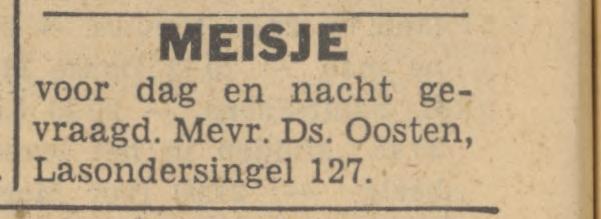 MEISJE
voor dag en nacht ge-
vraagd. Mevr. Ds. Oosten,
Lasondersingel 127.